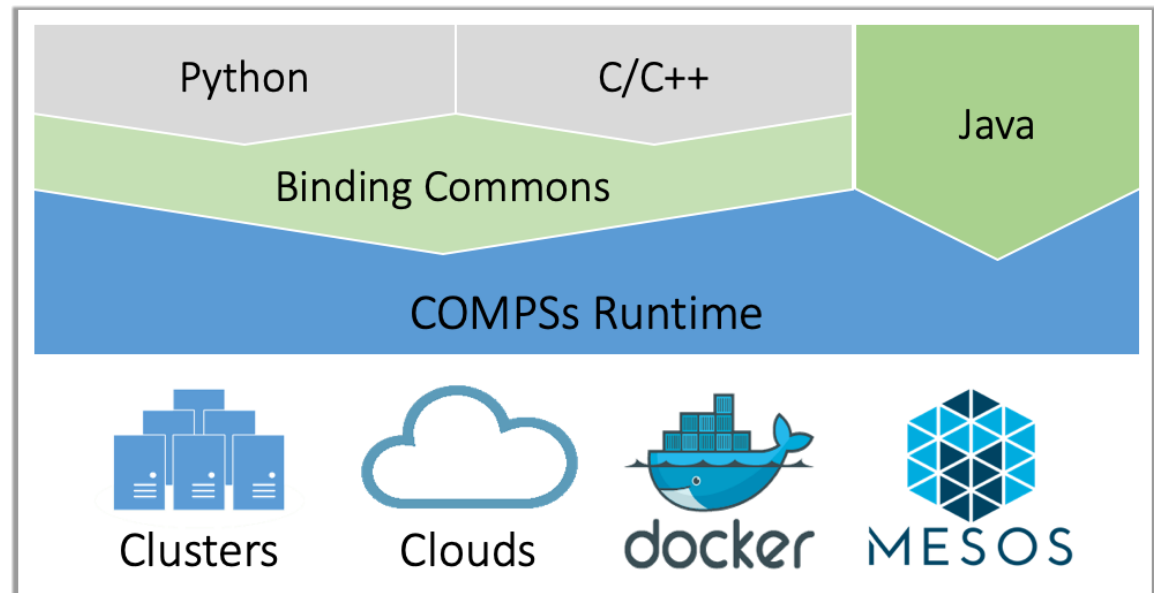 Python
C/C++
Java
Binding Commons
COMPSs Runtime
Clusters
Clouds
docker
MESOS